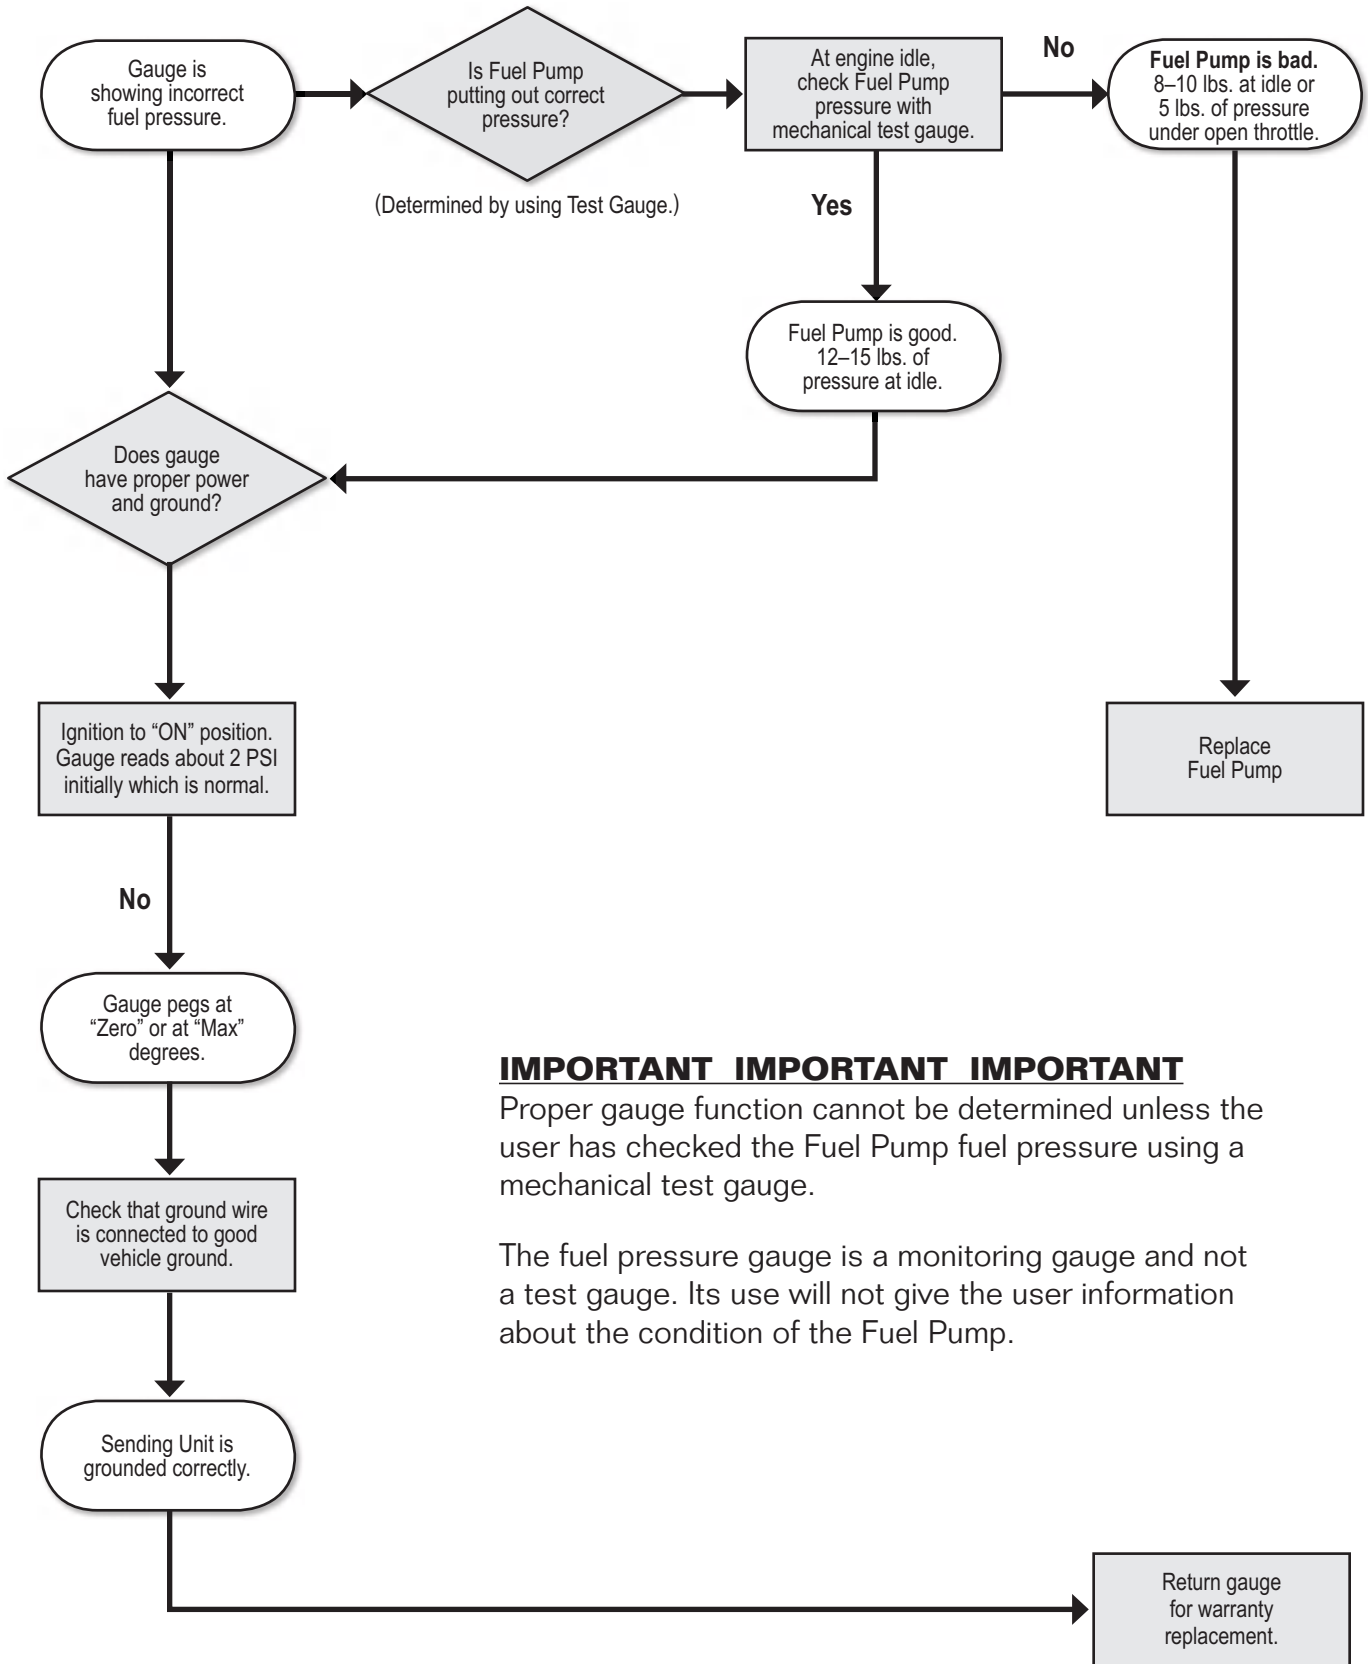 Gauge is
showing incorrect
fuel pressure.
Is Fuel Pump
putting out correct
pressure?
(Determined by using Test Gauge.)
At engine idle,
check Fuel Pump
pressure with
mechanical test gauge.
No
Fuel Pump is bad.
8–10 lbs. at idle or
5 lbs. of pressure
under open throttle.
Yes
Fuel Pump is good.
12–15 lbs. of
pressure at idle.
Does gauge
have proper power
and ground?
Ignition to “ON” position.
Gauge reads about 2 PSI
initially which is normal.
Replace
Fuel Pump
No
Gauge pegs at
“Zero” or at “Max”
degrees.
IMPORTANT IMPORTANT IMPORTANT
Proper gauge function cannot be determined unless the
user has checked the Fuel Pump fuel pressure using a
mechanical test gauge.
The fuel pressure gauge is a monitoring gauge and not
a test gauge. Its use will not give the user information
about the condition of the Fuel Pump.
Check that ground wire
is connected to good
vehicle ground.
Sending Unit is
grounded correctly.
Return gauge
for warranty
replacement.